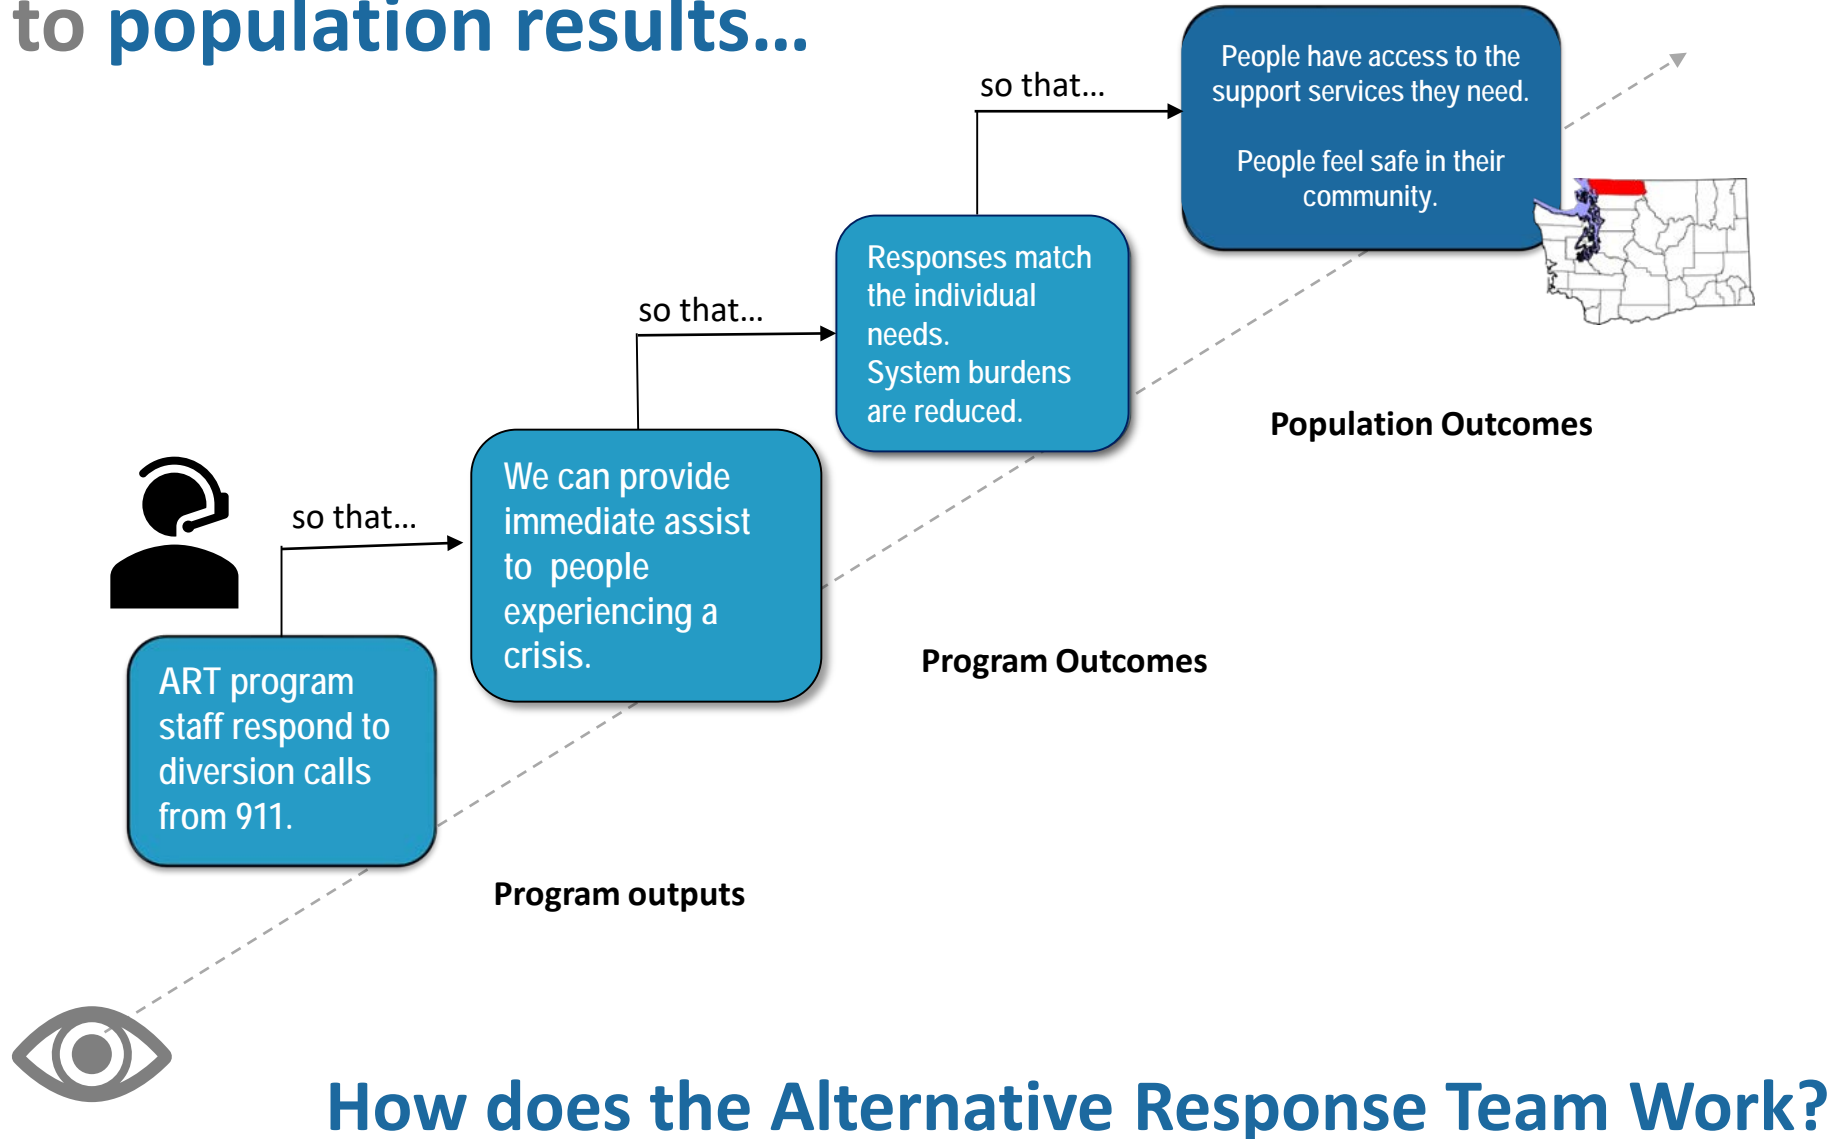 to population results…
so that…
People have access to the
support services they need.
People feel safe in their
community.
so that…
Responses match
the individual
needs.
System burdens
are reduced.
Population Outcomes
so that…
We can provide
immediate assist
to  people
experiencing a
crisis.
Program Outcomes
ART program
staff respond to
diversion calls
from 911.
Program outputs
How does the Alternative Response Team Work?